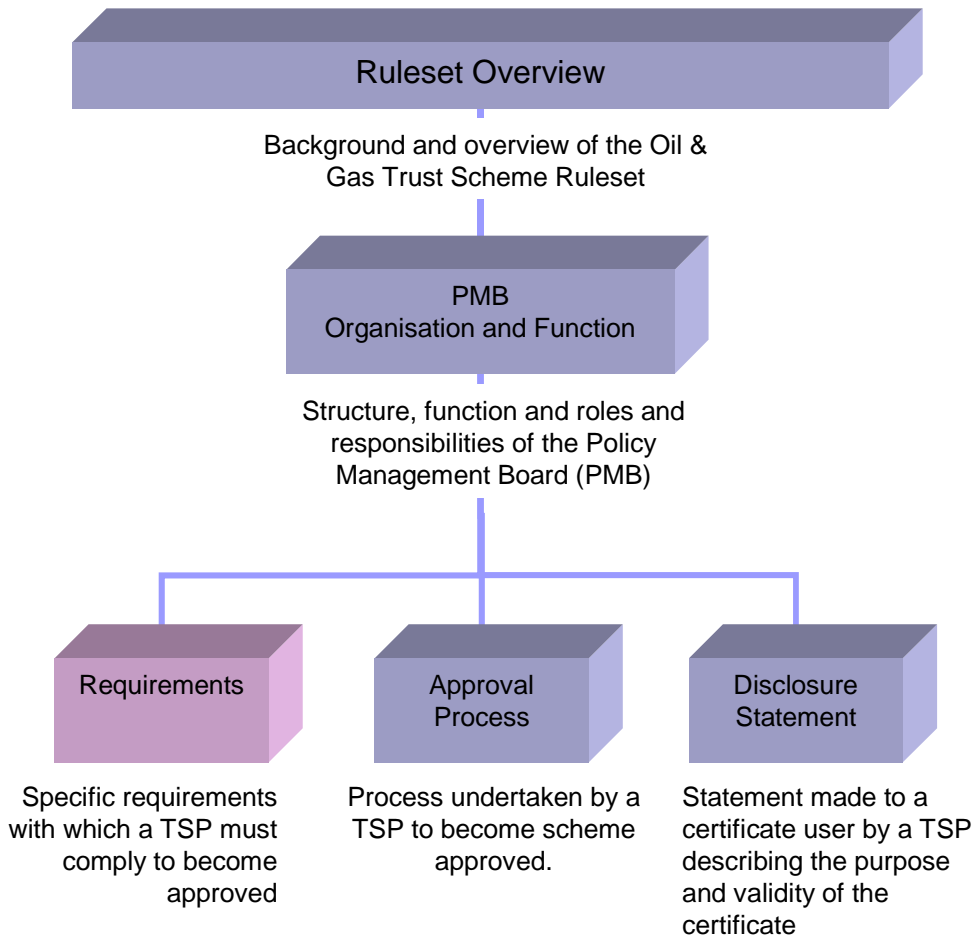 Ruleset Overview
Background and overview of the Oil &
Gas Trust Scheme Ruleset
PMB
Organisation and Function
Structure, function and roles and
responsibilities of the Policy
Management Board (PMB)
Requirements
Specific requirements
with which a TSP must
comply to become
approved
Approval
Process
Process undertaken by a
TSP to become scheme
approved.
Disclosure
Statement
Statement made to a
certificate user by a TSP
describing the purpose
and validity of the
certificate